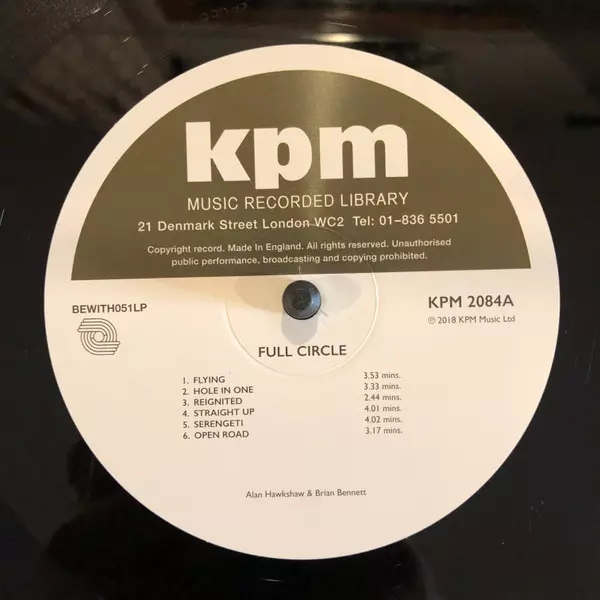 kpm
MUSIC RECORDED LIBRARY
21 Denmark Street London WC2 Tel: 01-836 5501
Copyright record. Made In England. All rights reserved. Unauthorised
public performance, broadcasting and copying prohibited.
BEWITH051LP
KPM 2084A
℗ 2018 KPM Music Ltd
FULL CIRCLE
1. FLYING 3.53 mins.
2. HOLE IN ONE 3.33 mins.
3. REIGNITED 2.44 mins.
4. STRAIGHT UP 4.01 mins.
5. SERENGETI 4.02 mins.
6. OPEN ROAD 3.17 mins.
Alan Hawkshaw & Brian Bennett